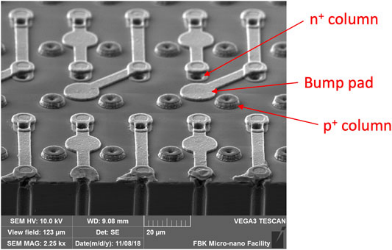 n+ column
Bump pad
p+ column
SEM HV: 10.0 kV
WD: 9.08 mm
VEGA3 TESCAN
View field: 123 µm
Det: SE
20 µm
SEM MAG: 2.25 kx
Date(m/d/y): 11/08/18
FBK Micro-nano Facility